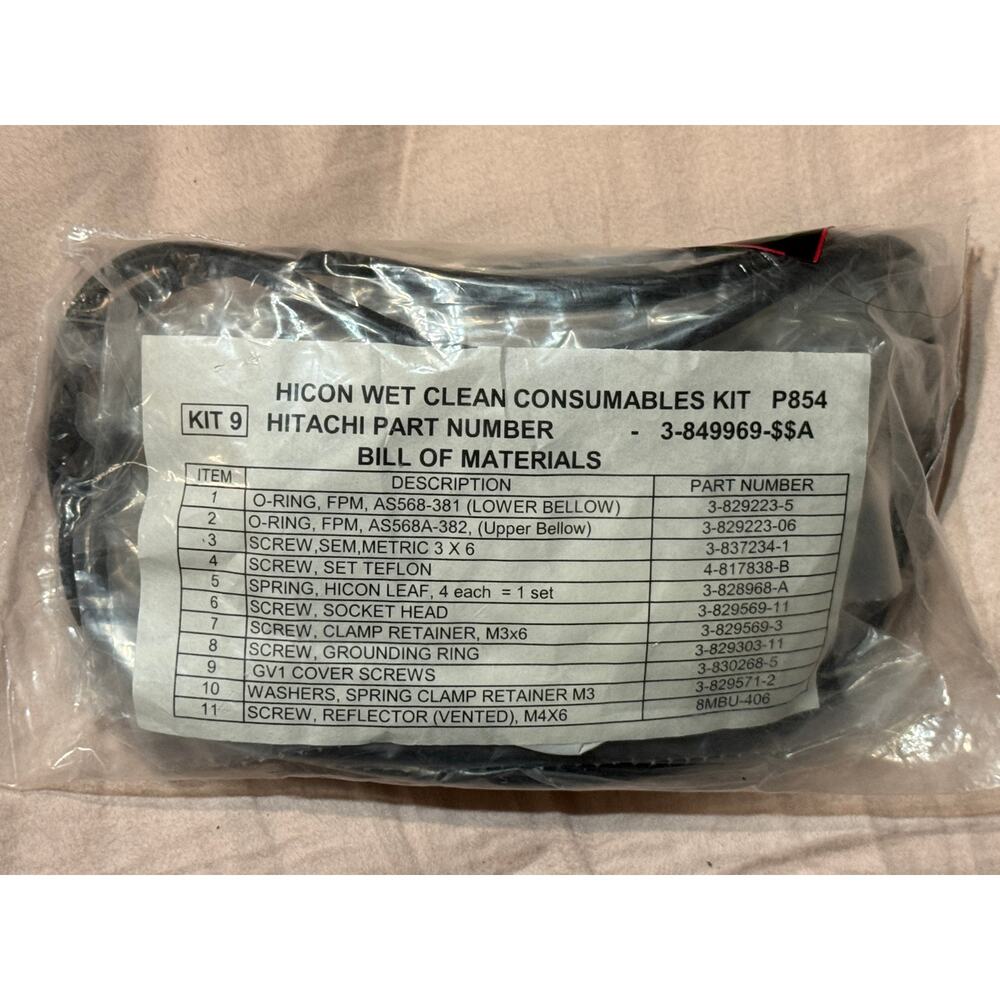 HICON WET CLEAN CONSUMABLES KIT P854
KIT 9 HITACHI PART NUMBER - 3-849969-$$A
BILL OF MATERIALS
ITEM DESCRIPTION PART NUMBER
1 O-RING, FPM, AS568-381 (LOWER BELLOW) 3-829223-5
2 O-RING, FPM, AS568A-382, (Upper Bellow) 3-829223-06
3 SCREW,SEM,METRIC 3 X 6 3-837234-1
4 SCREW, SET TEFLON 4-817838-B
5 SPRING, HICON LEAF, 4 each = 1 set 3-828968-A
6 SCREW, SOCKET HEAD 3-829569-11
7 SCREW, CLAMP RETAINER, M3x6 3-829569-3
8 SCREW, GROUNDING RING 3-829303-11
9 GV1 COVER SCREWS 3-830268-5
10 WASHERS, SPRING CLAMP RETAINER M3 3-829571-2
11 SCREW, REFLECTOR (VENTED), M4X6 8MBU-406